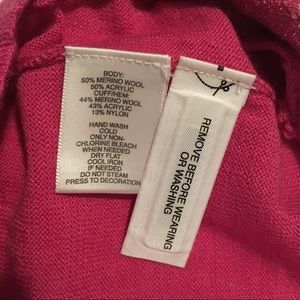 BODY:
50% MERINO WOOL
50% ACRYLIC
CUFF/HEM:
44% MERINO WOOL
43% ACRYLIC
13% NYLON
HAND WASH
COLD
ONLY NON-
CHLORINE BLEACH
WHEN NEEDED
DRY FLAT
COOL IRON
IF NEEDED
DO NOT STEAM
PRESS TO DECORATION
REMOVE BEFORE WEARING
OR WASHING